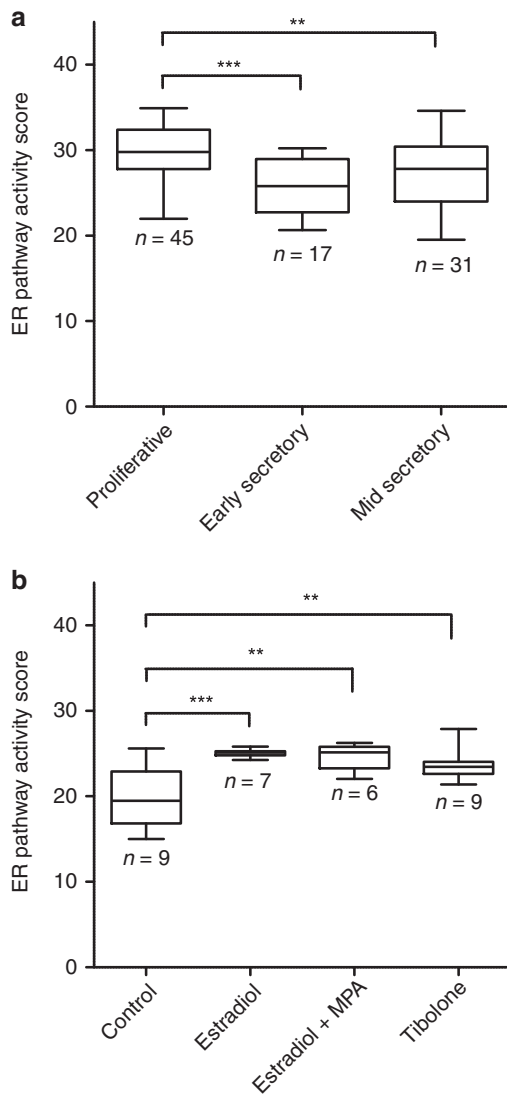 a
ER pathway activity score
40
30
20
10
0
**
***
n = 45
n = 17
n = 31
Proliferative
Early secretory
Mid secretory
b
ER pathway activity score
40
30
20
10
0
**
**
***
n = 9
n = 7
n = 6
n = 9
Control
Estradiol
Estradiol + MPA
Tibolone